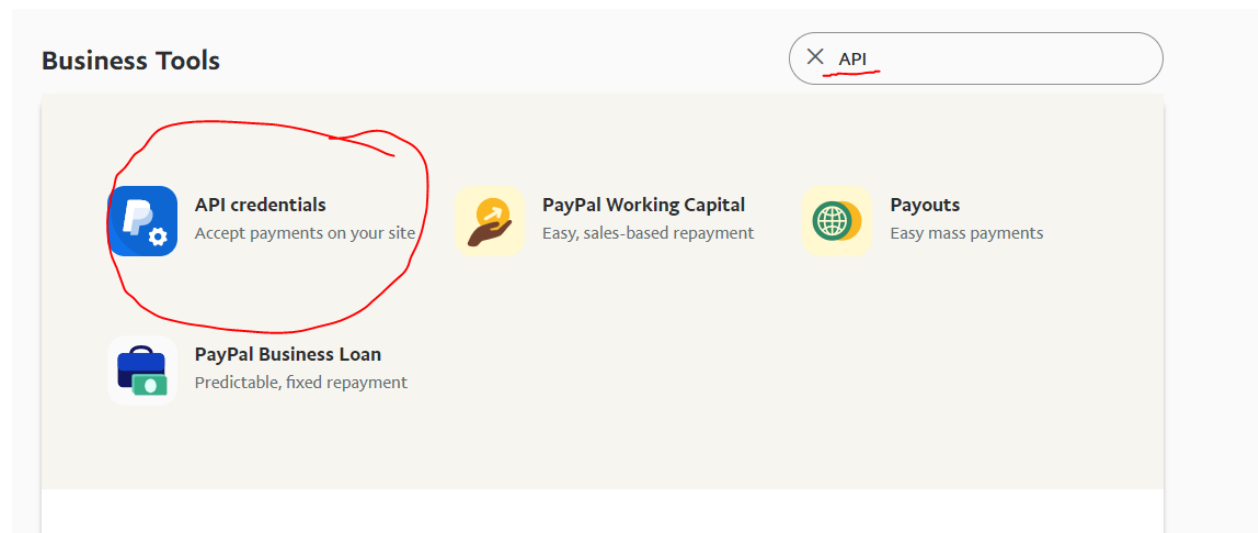 Business Tools
API
API credentials
Accept payments on your site
PayPal Working Capital
Easy, sales-based repayment
Payouts
Easy mass payments
PayPal Business Loan
Predictable, fixed repayment